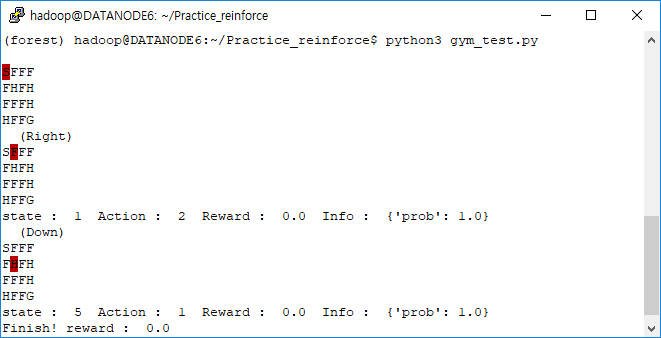 hadoop@DATANODE6: ~/Practice_reinforce
(forest) hadoop@DATANODE6:~/Practice_reinforce$ python3 gym_test.py
SFFF
FHFH
FFFH
HFFG
(Right)
SFFF
FHFH
FFFH
HFFG
state :  1  Action :  2  Reward :  0.0  Info :  {'prob': 1.0}
(Down)
SFFF
FHFH
FFFH
HFFG
state :  5  Action :  1  Reward :  0.0  Info :  {'prob': 1.0}
Finish! reward :  0.0